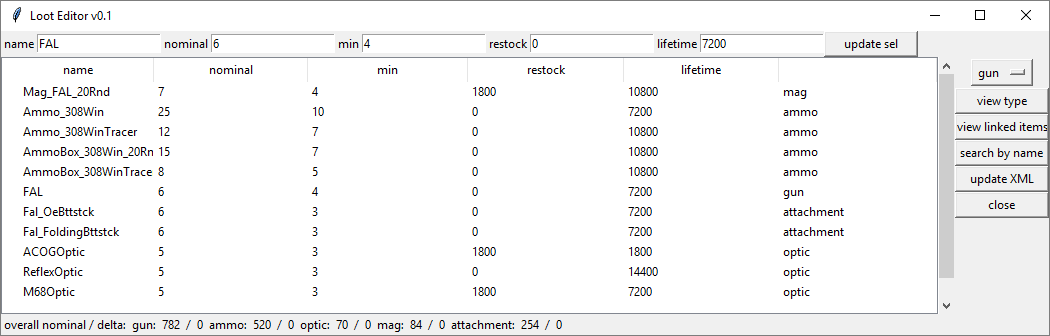 Loot Editor v0.1
name FAL nominal 6 min 4 restock 0 lifetime 7200 update sel
name nominal min restock lifetime
Mag_FAL_20Rnd 7 4 1800 10800 mag
Ammo_308Win 25 10 0 7200 ammo
Ammo_308WinTracer 12 7 0 10800 ammo
AmmoBox_308Win_20Rn 15 7 0 10800 ammo
AmmoBox_308WinTrace 8 5 0 10800 ammo
FAL 6 4 0 7200 gun
Fal_OeBttstck 6 3 0 7200 attachment
Fal_FoldingBttstck 6 3 0 7200 attachment
ACOGOptic 5 3 1800 1800 optic
ReflexOptic 5 3 0 14400 optic
M68Optic 5 3 1800 7200 optic
gun
view type
view linked items
search by name
update XML
close
overall nominal / delta: gun: 782 / 0 ammo: 520 / 0 optic: 70 / 0 mag: 84 / 0 attachment: 254 / 0